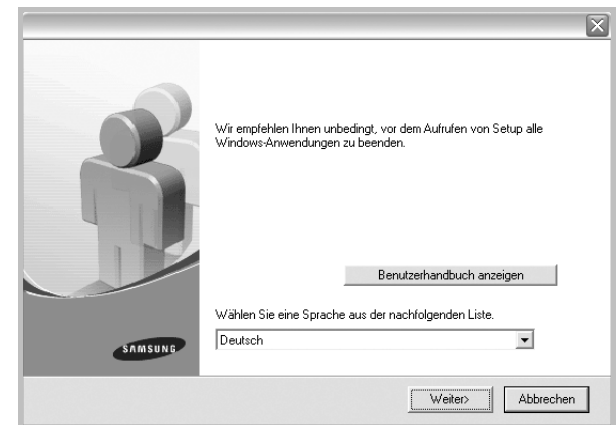 Wir empfehlen Ihnen unbedingt, vor dem Aufrufen von Setup alle
Windows-Anwendungen zu beenden.
Benutzerhandbuch anzeigen
Wählen Sie eine Sprache aus der nachfolgenden Liste.
Deutsch
SAMSUNG
Weiter>
Abbrechen